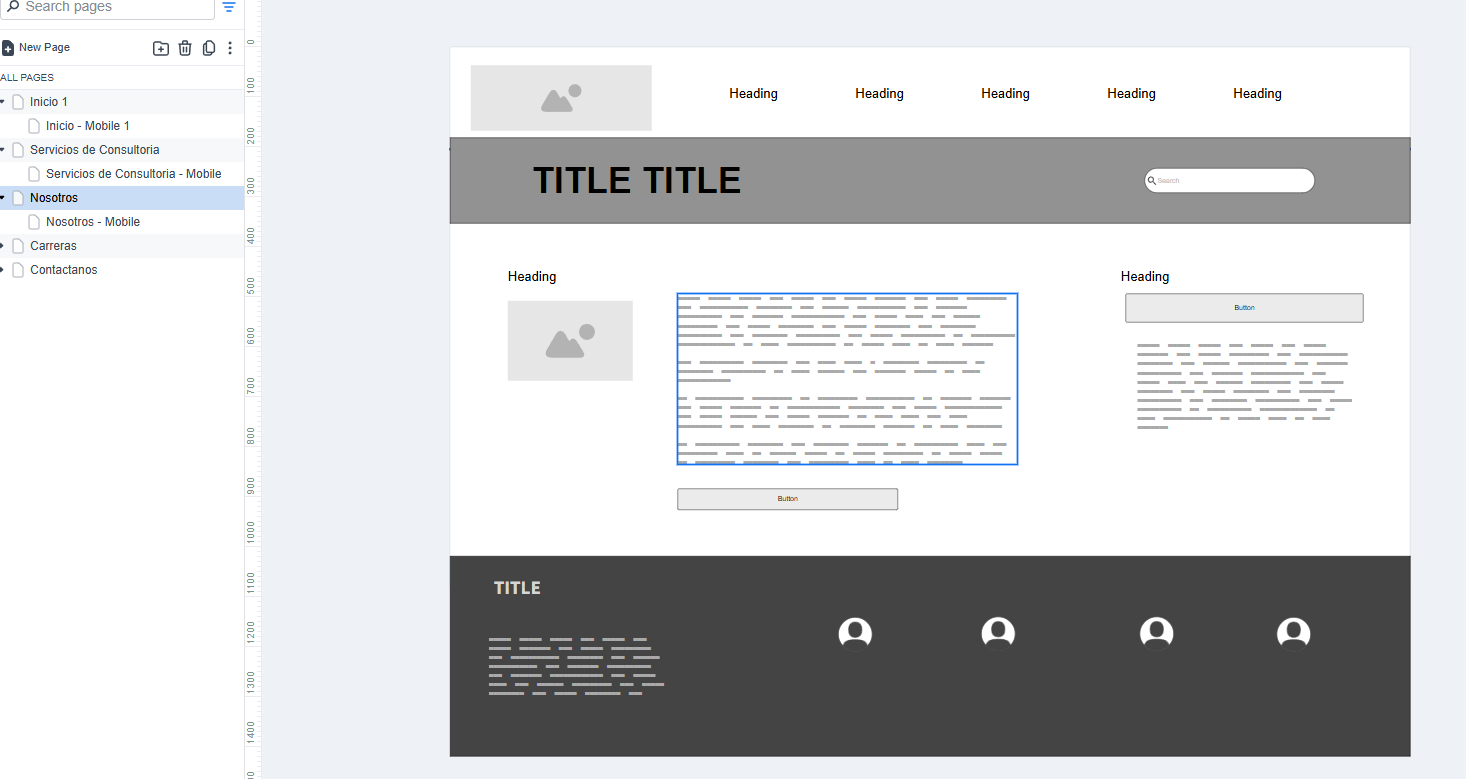 Search pages
New Page
ALL PAGES
Inicio 1
Inicio - Mobile 1
Servicios de Consultoria
Servicios de Consultoria - Mobile
Nosotros
Nosotros - Mobile
Carreras
Contactanos
0
100
200
300
400
500
600
700
800
900
1000
1100
1200
1300
1400
Heading Heading Heading Heading Heading
TITLE TITLE
Search
Heading
Heading
Button
Button
TITLE